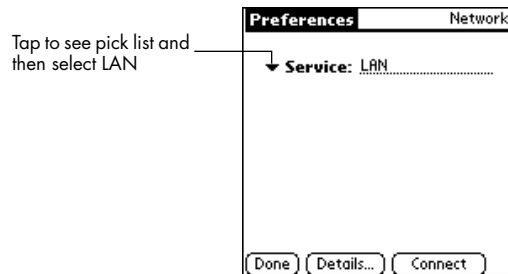 Preferences Network
Tap to see pick list and
then select LAN
Service: LAN
Done Details... Connect